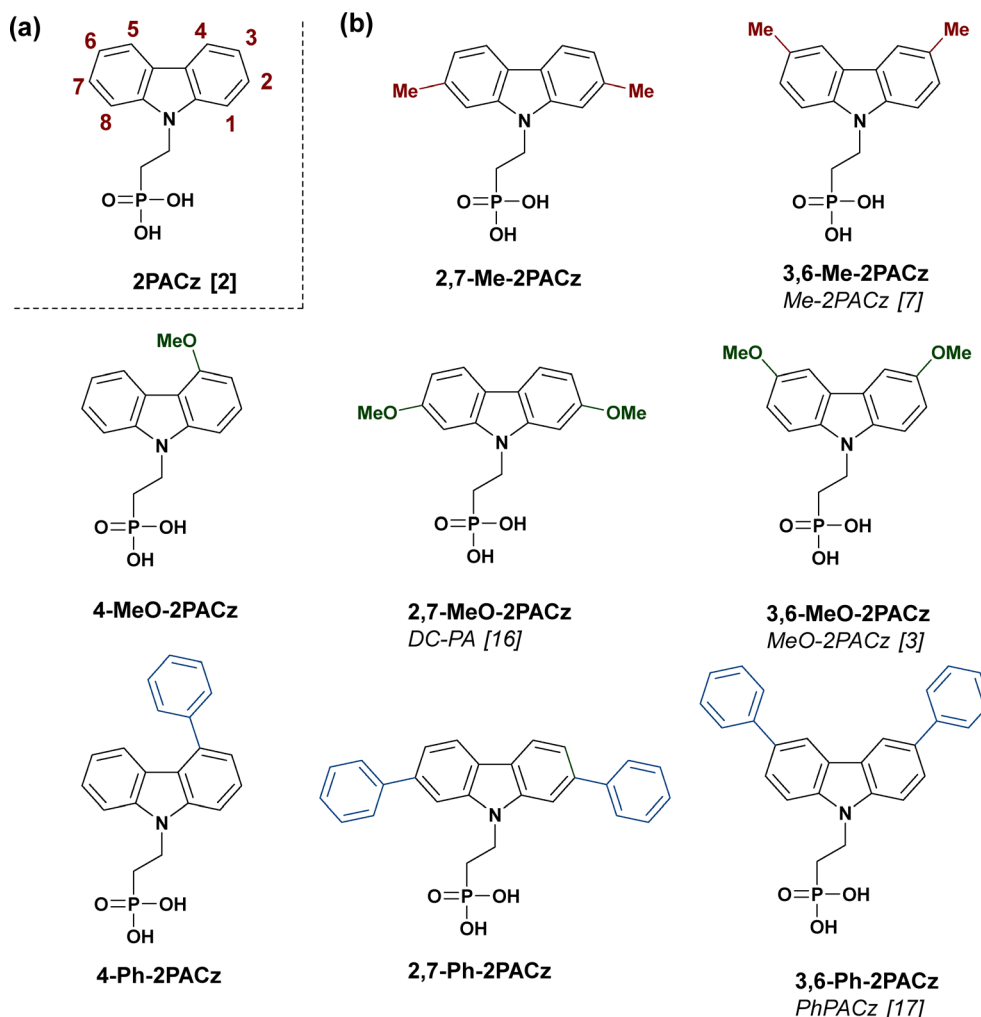 (a)
5
4
6
3
7
2
8
1
N
O=P-OH
OH
2PACz [2]
(b)
Me
Me
N
O=P-OH
OH
2,7-Me-2PACz
Me
Me
N
O=P-OH
OH
3,6-Me-2PACz
Me-2PACz [7]
MeO
N
O=P-OH
OH
4-MeO-2PACz
MeO
OMe
N
O=P-OH
OH
2,7-MeO-2PACz
DC-PA [16]
MeO
OMe
N
O=P-OH
OH
3,6-MeO-2PACz
MeO-2PACz [3]
N
O=P-OH
OH
4-Ph-2PACz
N
O=P-OH
OH
2,7-Ph-2PACz
N
O=P-OH
OH
3,6-Ph-2PACz
PhPACz [17]